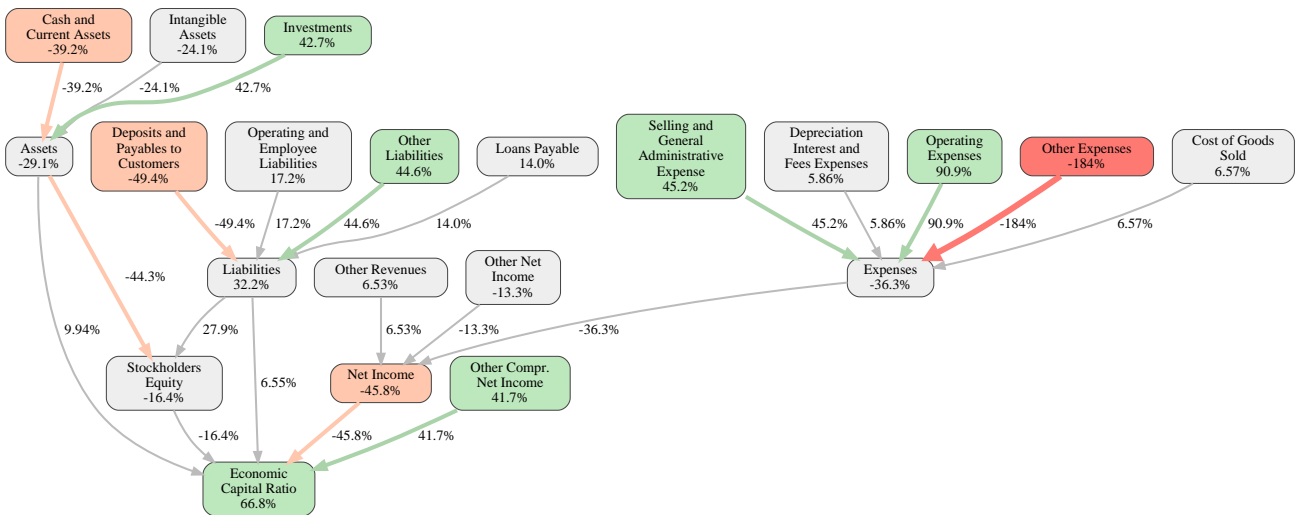 Cash and
Current Assets
-39.2%
Intangible
Assets
-24.1%
Investments
42.7%
-39.2%
-24.1%
42.7%
Assets
-29.1%
Deposits and
Payables to
Customers
-49.4%
Operating and
Employee
Liabilities
17.2%
Other
Liabilities
44.6%
Loans Payable
14.0%
Selling and
General
Administrative
Expense
45.2%
Depreciation
Interest and
Fees Expenses
5.86%
Operating
Expenses
90.9%
Other Expenses
-184%
Cost of Goods
Sold
6.57%
-49.4%
17.2%
44.6%
14.0%
45.2%
5.86%
90.9%
-184%
6.57%
-44.3%
Liabilities
32.2%
Other Revenues
6.53%
Other Net
Income
-13.3%
Expenses
-36.3%
9.94%
27.9%
6.53%
-13.3%
-36.3%
Stockholders
Equity
-16.4%
6.55%
Net Income
-45.8%
Other Compr.
Net Income
41.7%
-16.4%
-45.8%
41.7%
Economic
Capital Ratio
66.8%